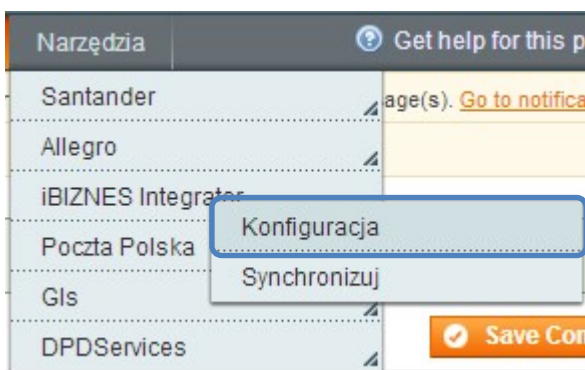 Narzędzia
Get help for this p
Santander
age(s). Go to notifica
Allegro
iBIZNES Integrator
Konfiguracja
Poczta Polska
Synchronizuj
Gls
Save Con
DPDServices